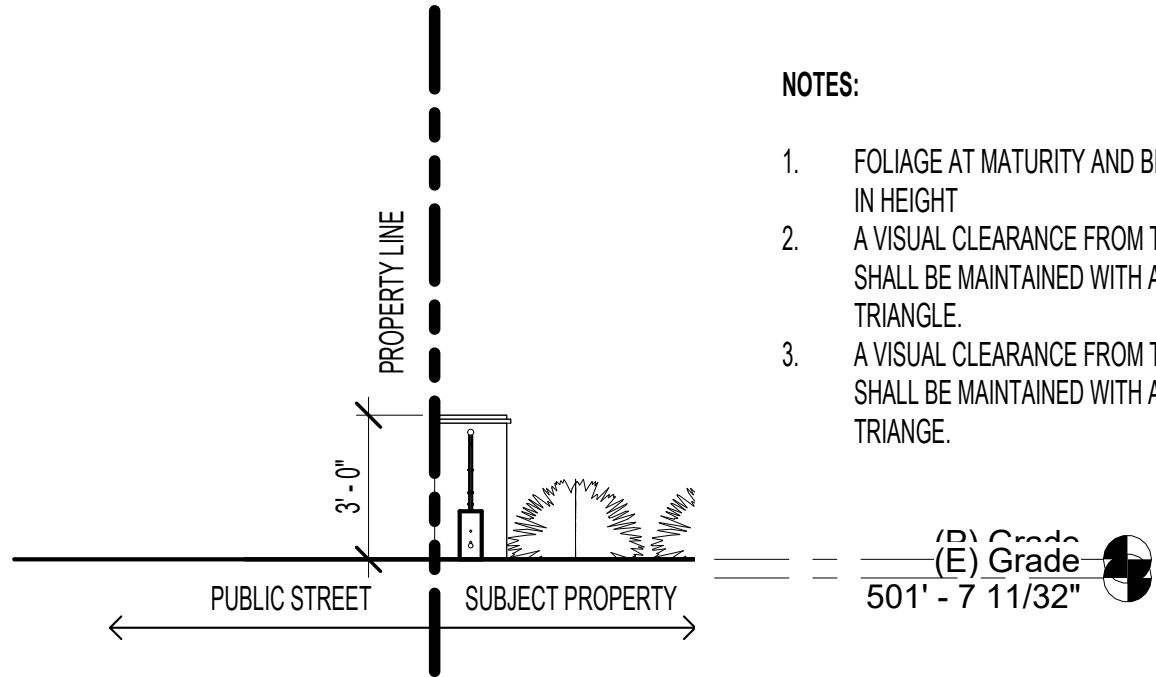 NOTES:
1. FOLIAGE AT MATURITY AND
IN HEIGHT
2. A VISUAL CLEARANCE FROM
SHALL BE MAINTAINED WITH
TRIANGLE.
3. A VISUAL CLEARANCE FROM
SHALL BE MAINTAINED WITH
TRIANGE.
PROPERTY LINE
3' - 0"
Grade
(E) Grade
501' - 7 11/32"
PUBLIC STREET
SUBJECT PROPERTY